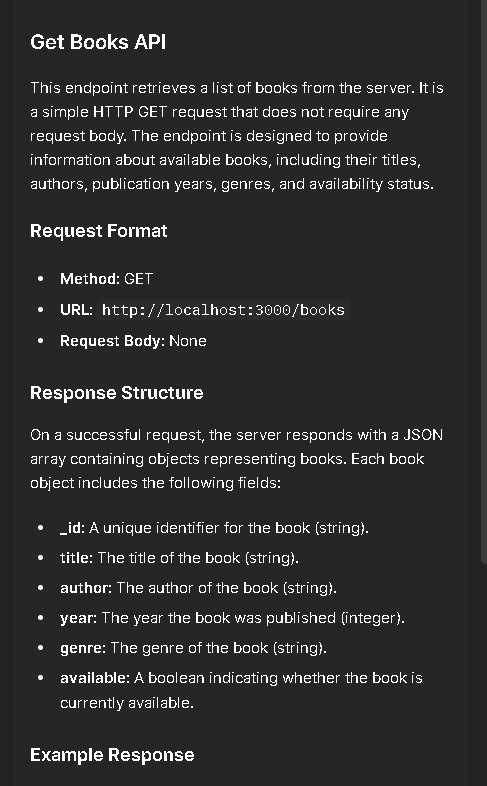 Get Books API
This endpoint retrieves a list of books from the server. It is
a simple HTTP GET request that does not require any
request body. The endpoint is designed to provide
information about available books, including their titles,
authors, publication years, genres, and availability status.
Request Format
• Method: GET
• URL: http://localhost:3000/books
• Request Body: None
Response Structure
On a successful request, the server responds with a JSON
array containing objects representing books. Each book
object includes the following fields:
• _id: A unique identifier for the book (string).
• title: The title of the book (string).
• author: The author of the book (string).
• year: The year the book was published (integer).
• genre: The genre of the book (string).
• available: A boolean indicating whether the book is
currently available.
Example Response